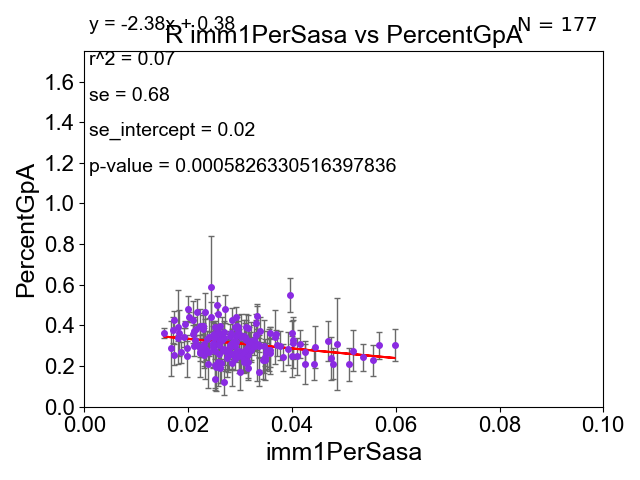 y = -2.38x + 0.38
N = 177
R imm1PerSasa vs PercentGpA
r^2 = 0.07
se = 0.68
se_intercept = 0.02
p-value = 0.0005826330516397836
PercentGpA
1.6
1.4
1.2
1.0
0.8
0.6
0.4
0.2
0.0
0.00 0.02 0.04 0.06 0.08 0.10
imm1PerSasa